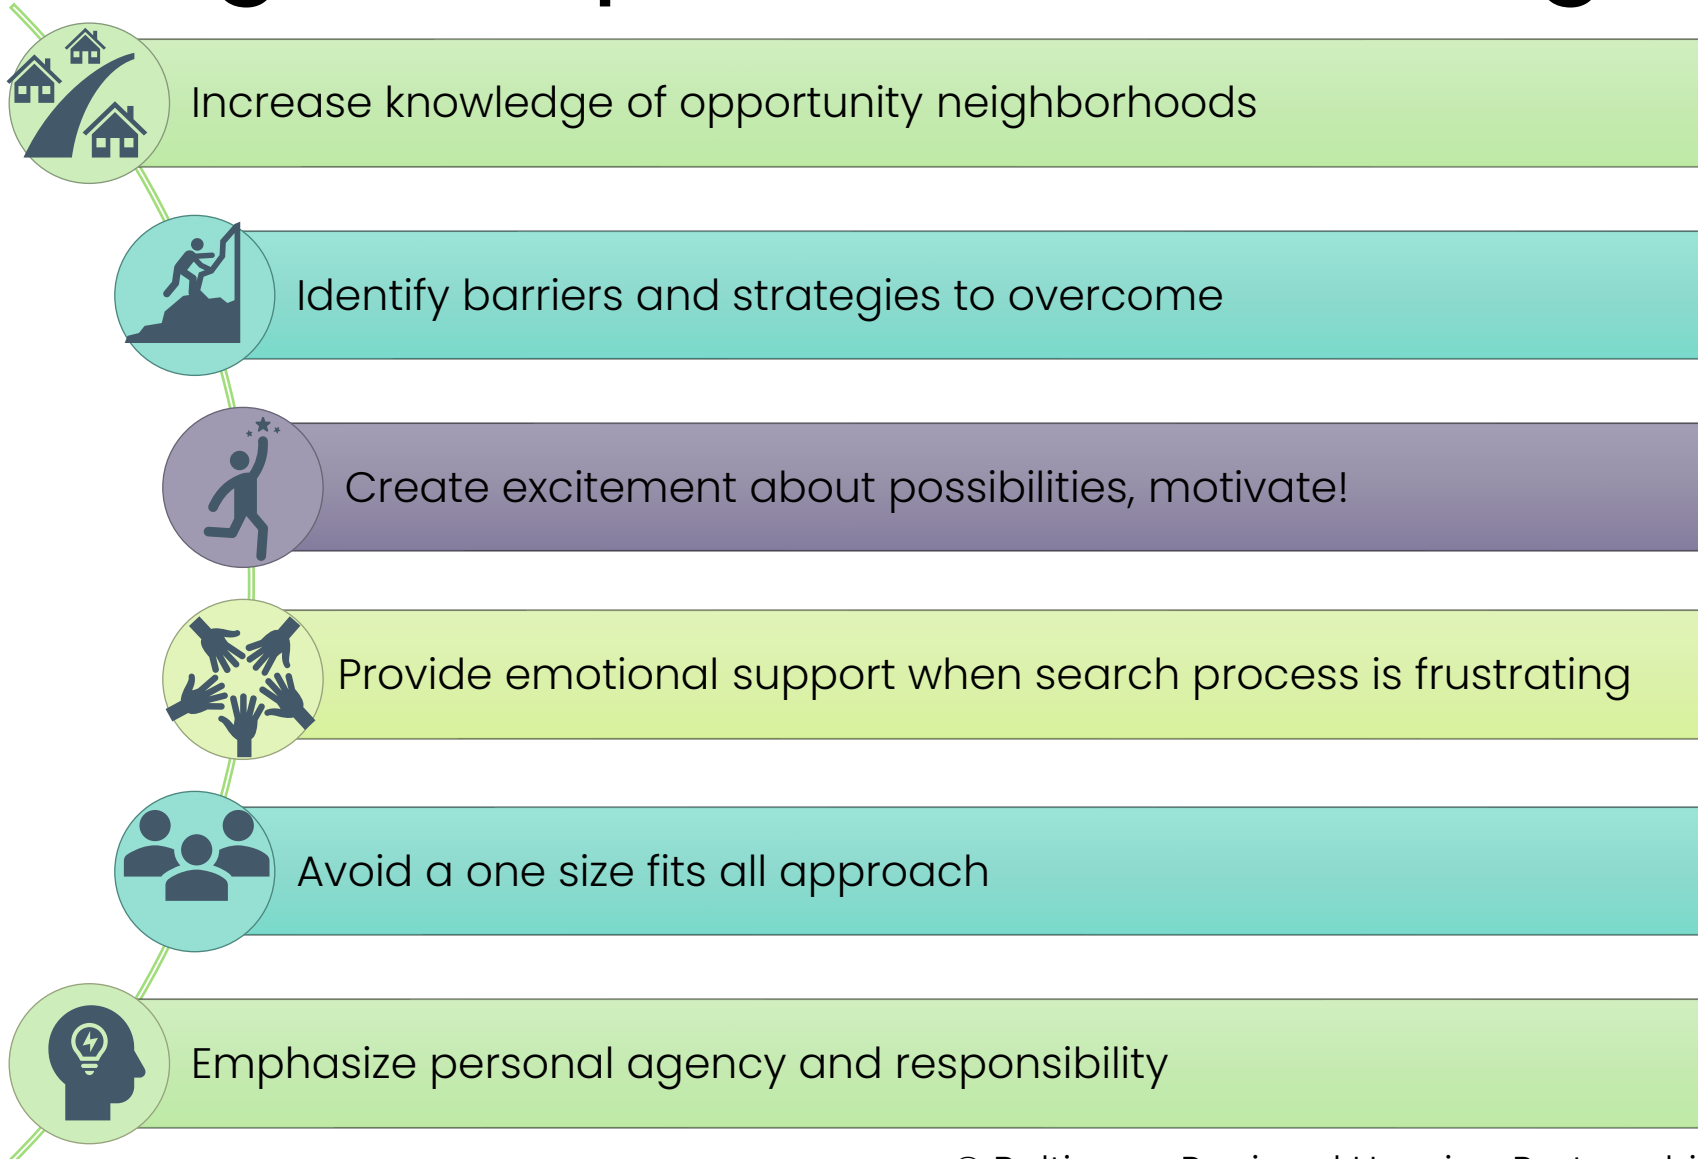 Increase knowledge of opportunity neighborhoods
Identify barriers and strategies to overcome
Create excitement about possibilities, motivate!
Provide emotional support when search process is frustrating
Avoid a one size fits all approach
Emphasize personal agency and responsibility